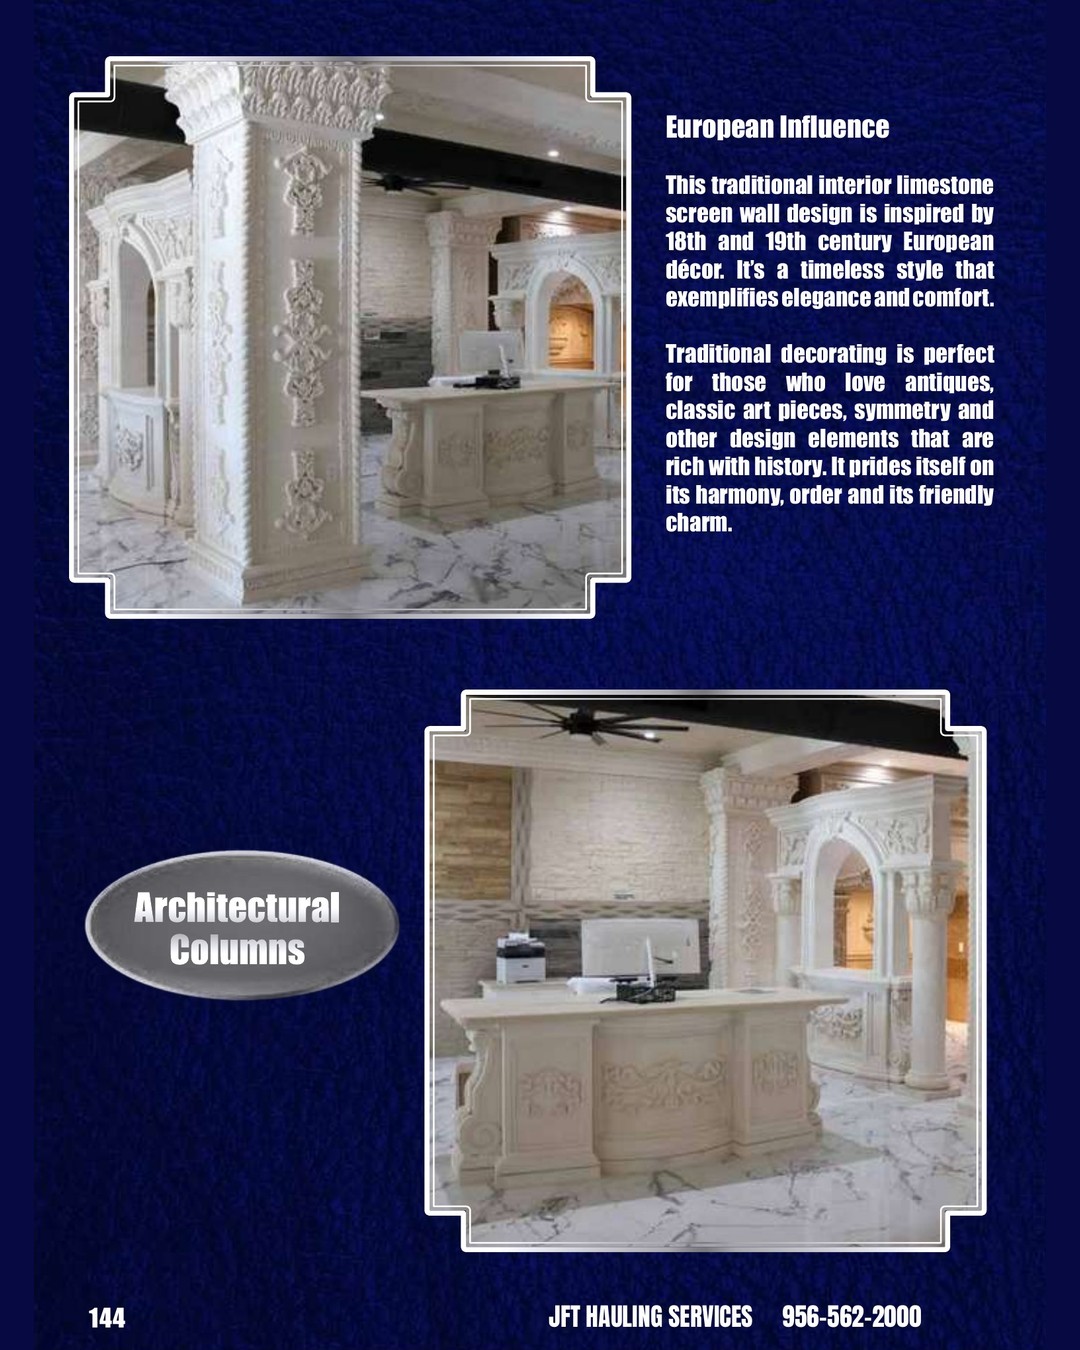 European Influence
This traditional interior limestone
screen wall design is inspired by
18th and 19th century European
décor. It’s a timeless style that
exemplifies elegance and comfort.
Traditional decorating is perfect
for those who love antiques,
classic art pieces, symmetry and
other design elements that are
rich with history. It prides itself on
its harmony, order and its friendly
charm.
Architectural
Columns
144
JFT HAULING SERVICES 956-562-2000